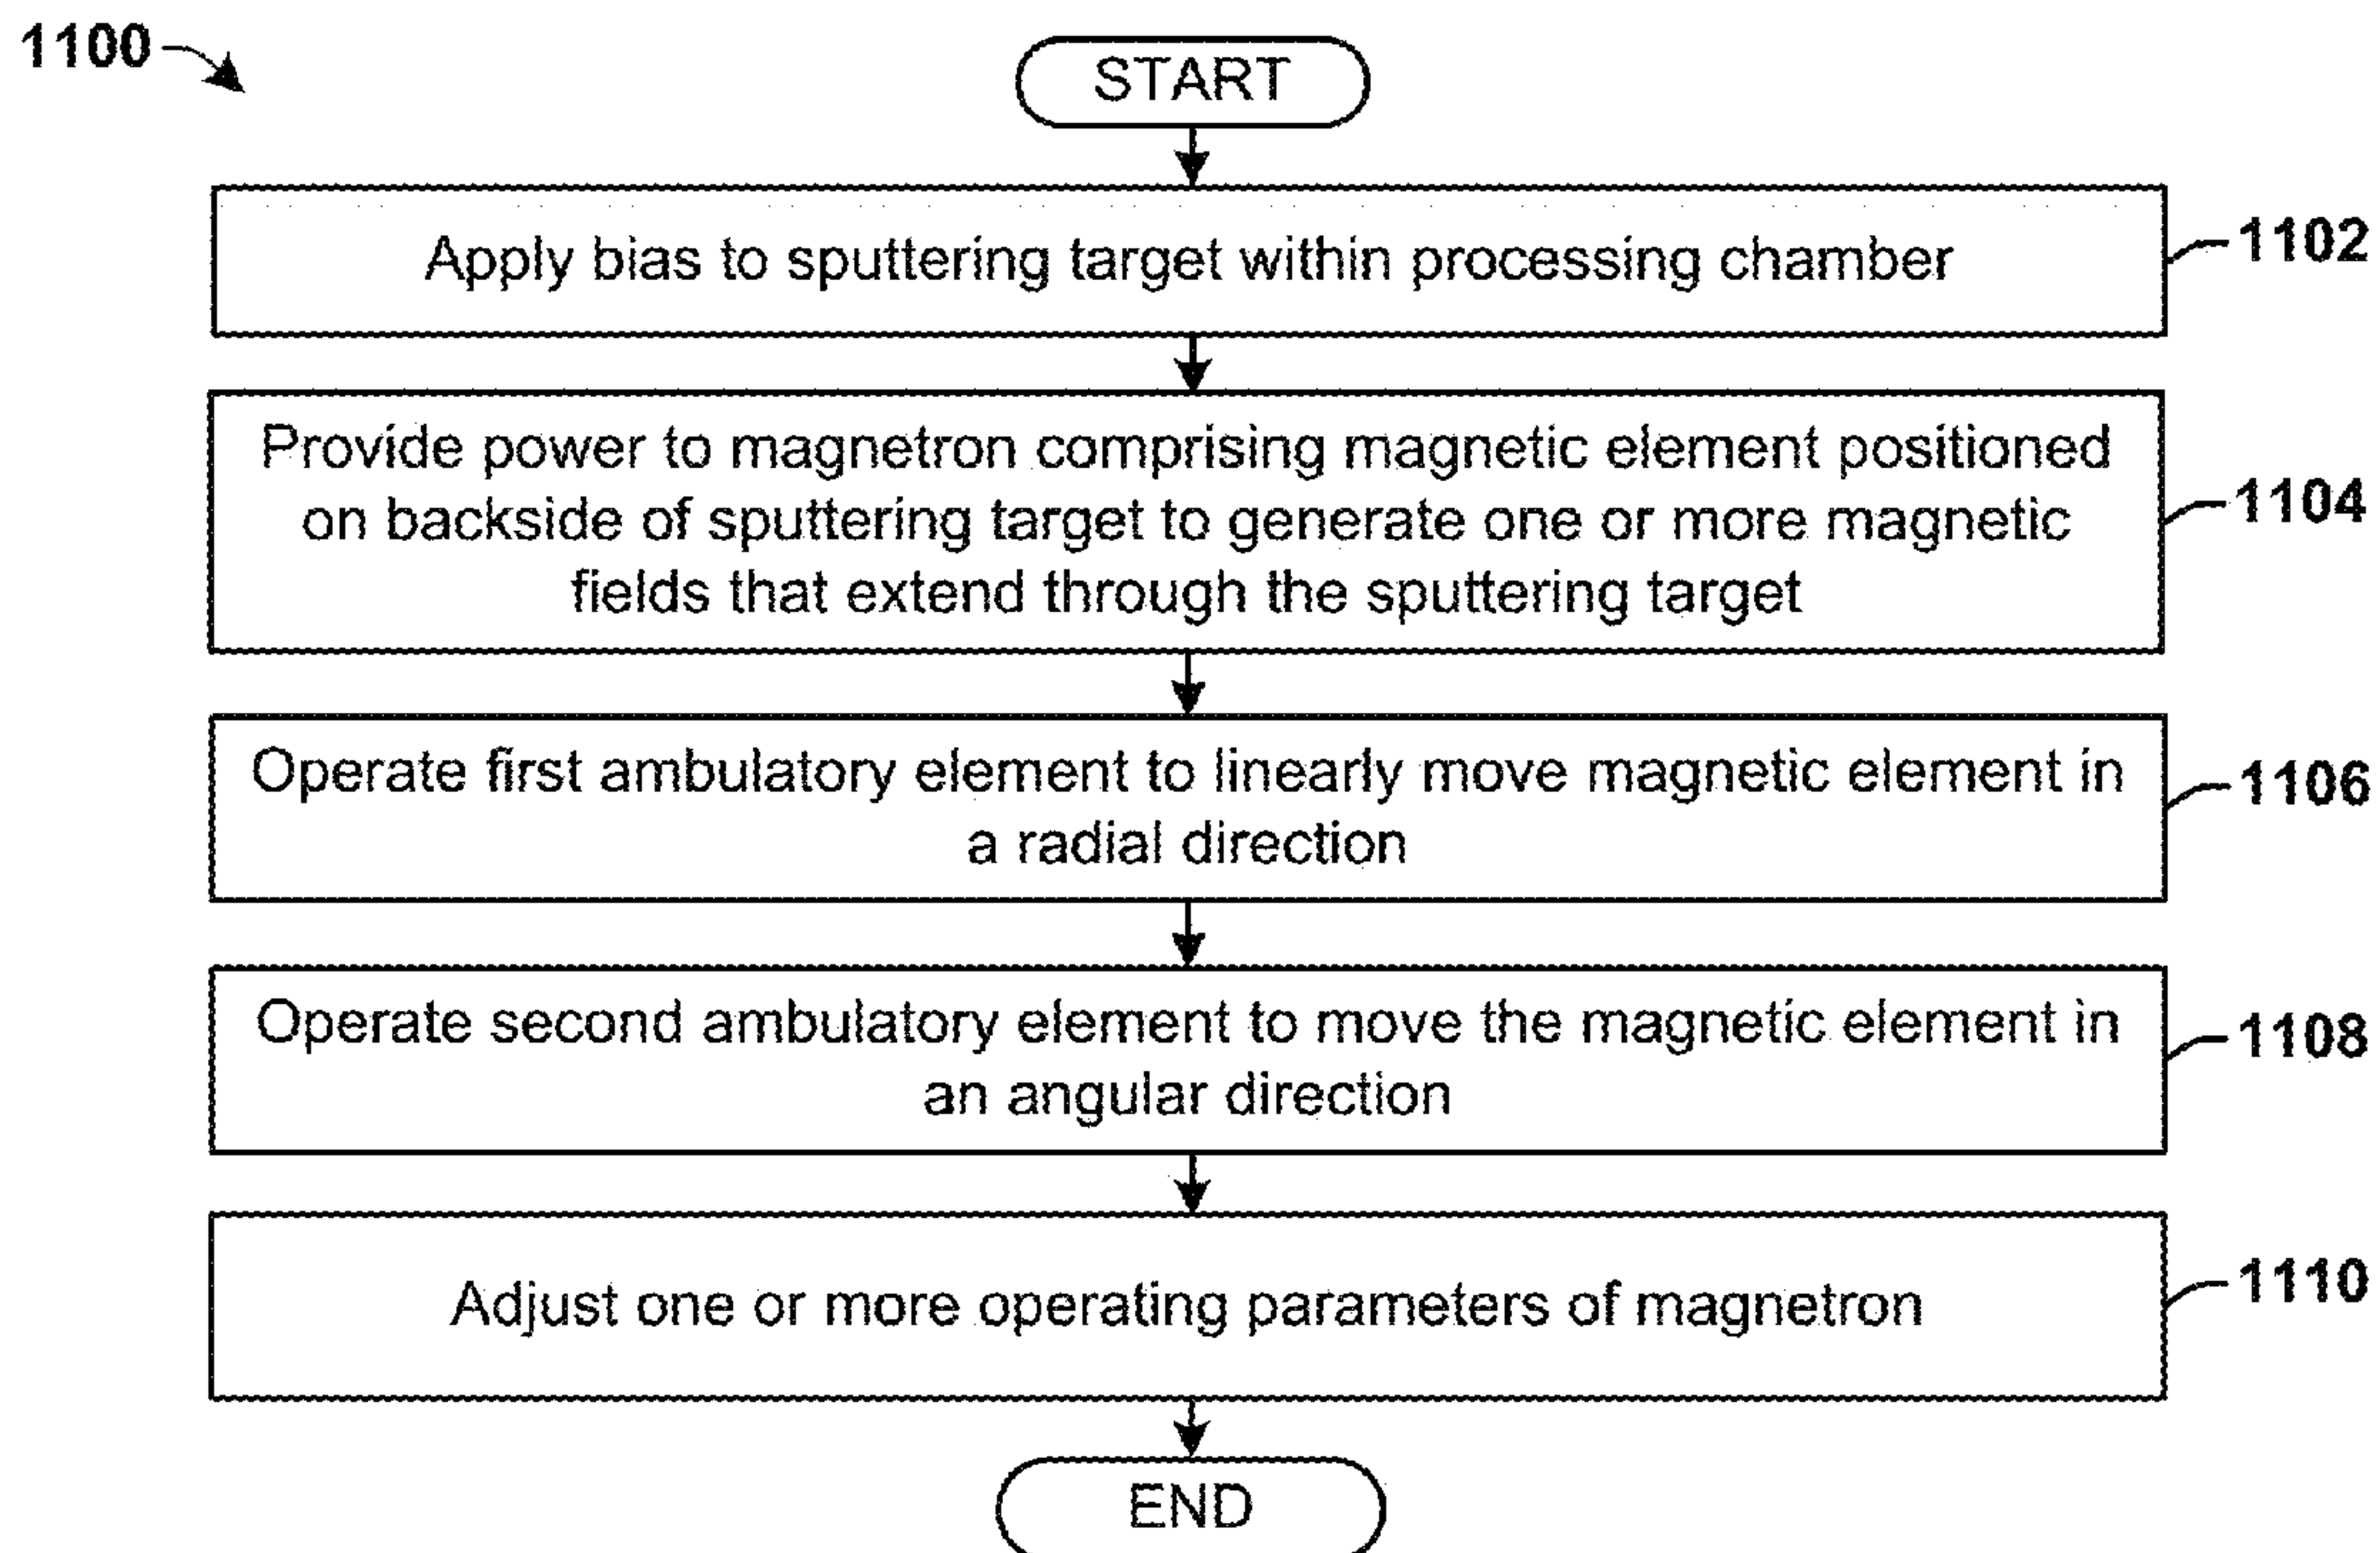 1100
START
Apply bias to sputtering target within processing chamber
1102
Provide power to magnetron comprising magnetic element positioned
on backside of sputtering target to generate one or more magnetic
fields that extend through the sputtering target
1104
Operate first ambulatory element to linearly move magnetic element in
a radial direction
1106
Operate second ambulatory element to move the magnetic element in
an angular direction
1108
Adjust one or more operating parameters of magnetron
1110
END